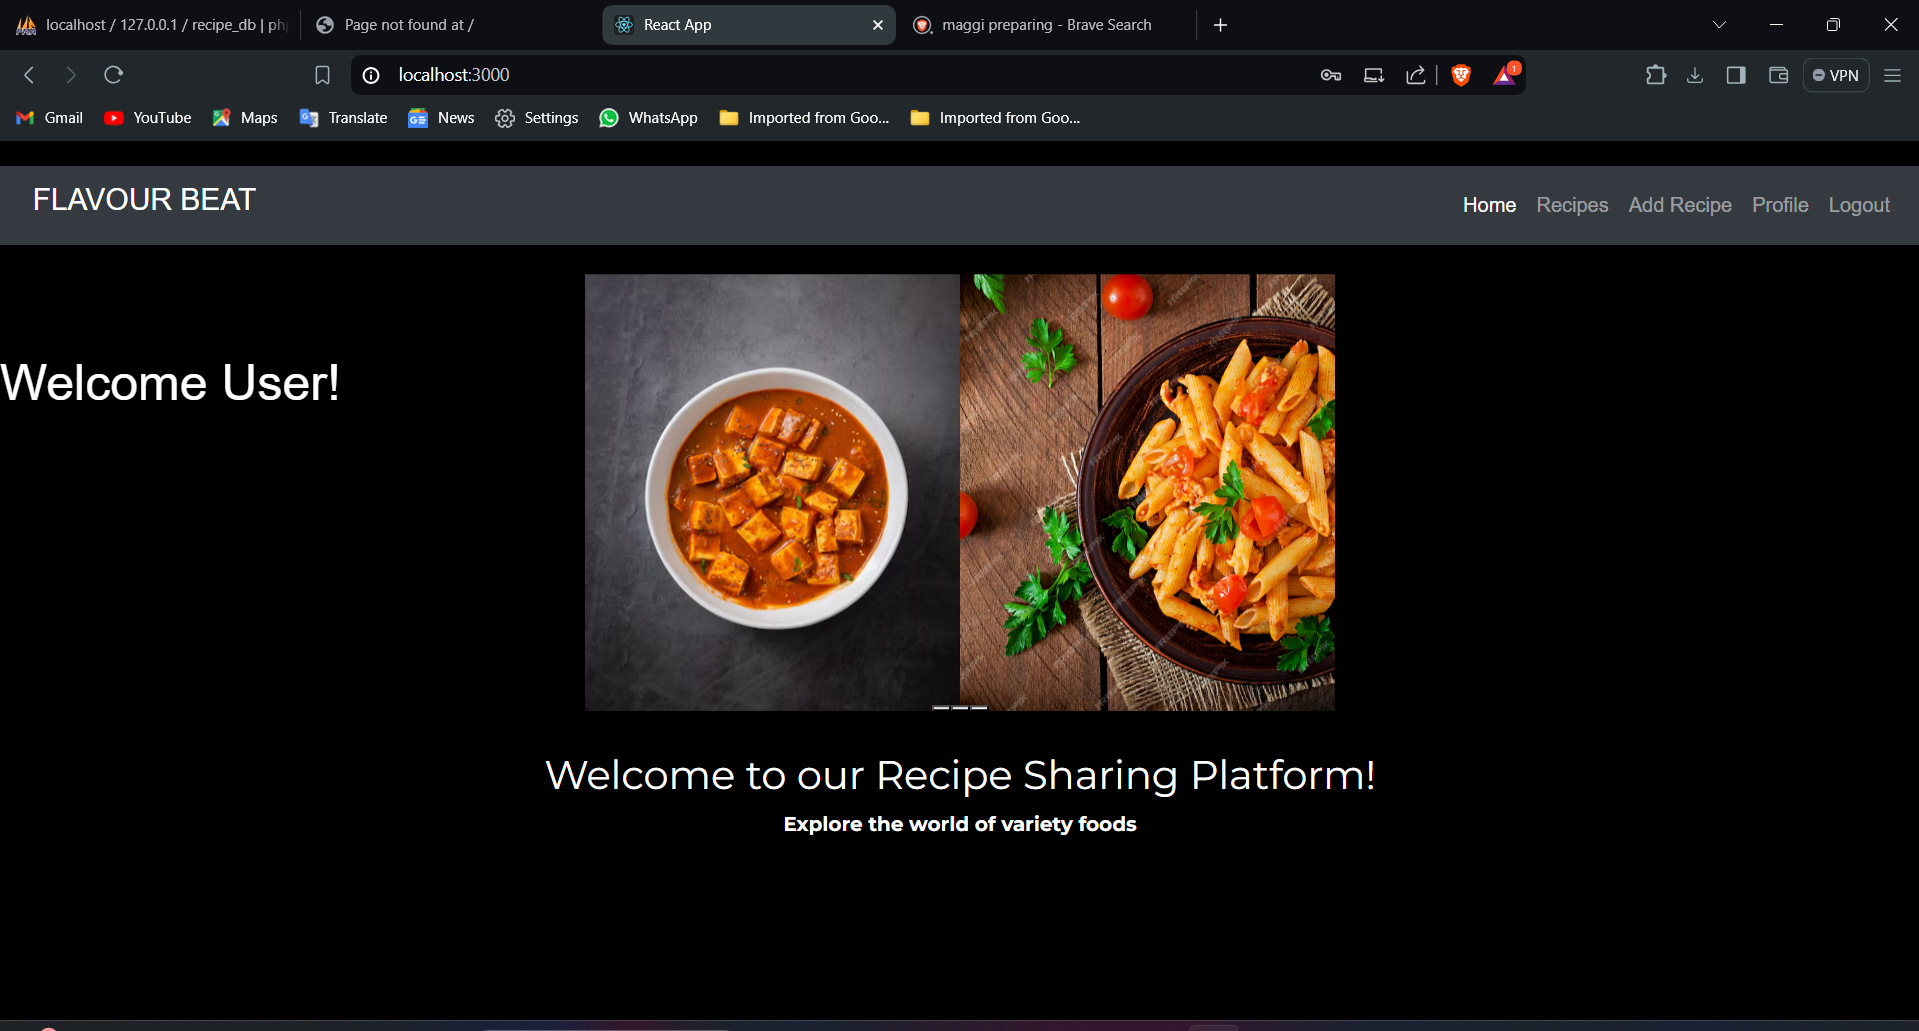 localhost / 127.0.0.1 / recipe_db | ph
Page not found at /
React App
maggi preparing - Brave Search
localhost:3000
1
VPN
Gmail
YouTube
Maps
Translate
News
Settings
WhatsApp
Imported from Goo...
Imported from Goo...
FLAVOUR BEAT
Home
Recipes
Add Recipe
Profile
Logout
Welcome User!
Welcome to our Recipe Sharing Platform!
Explore the world of variety foods